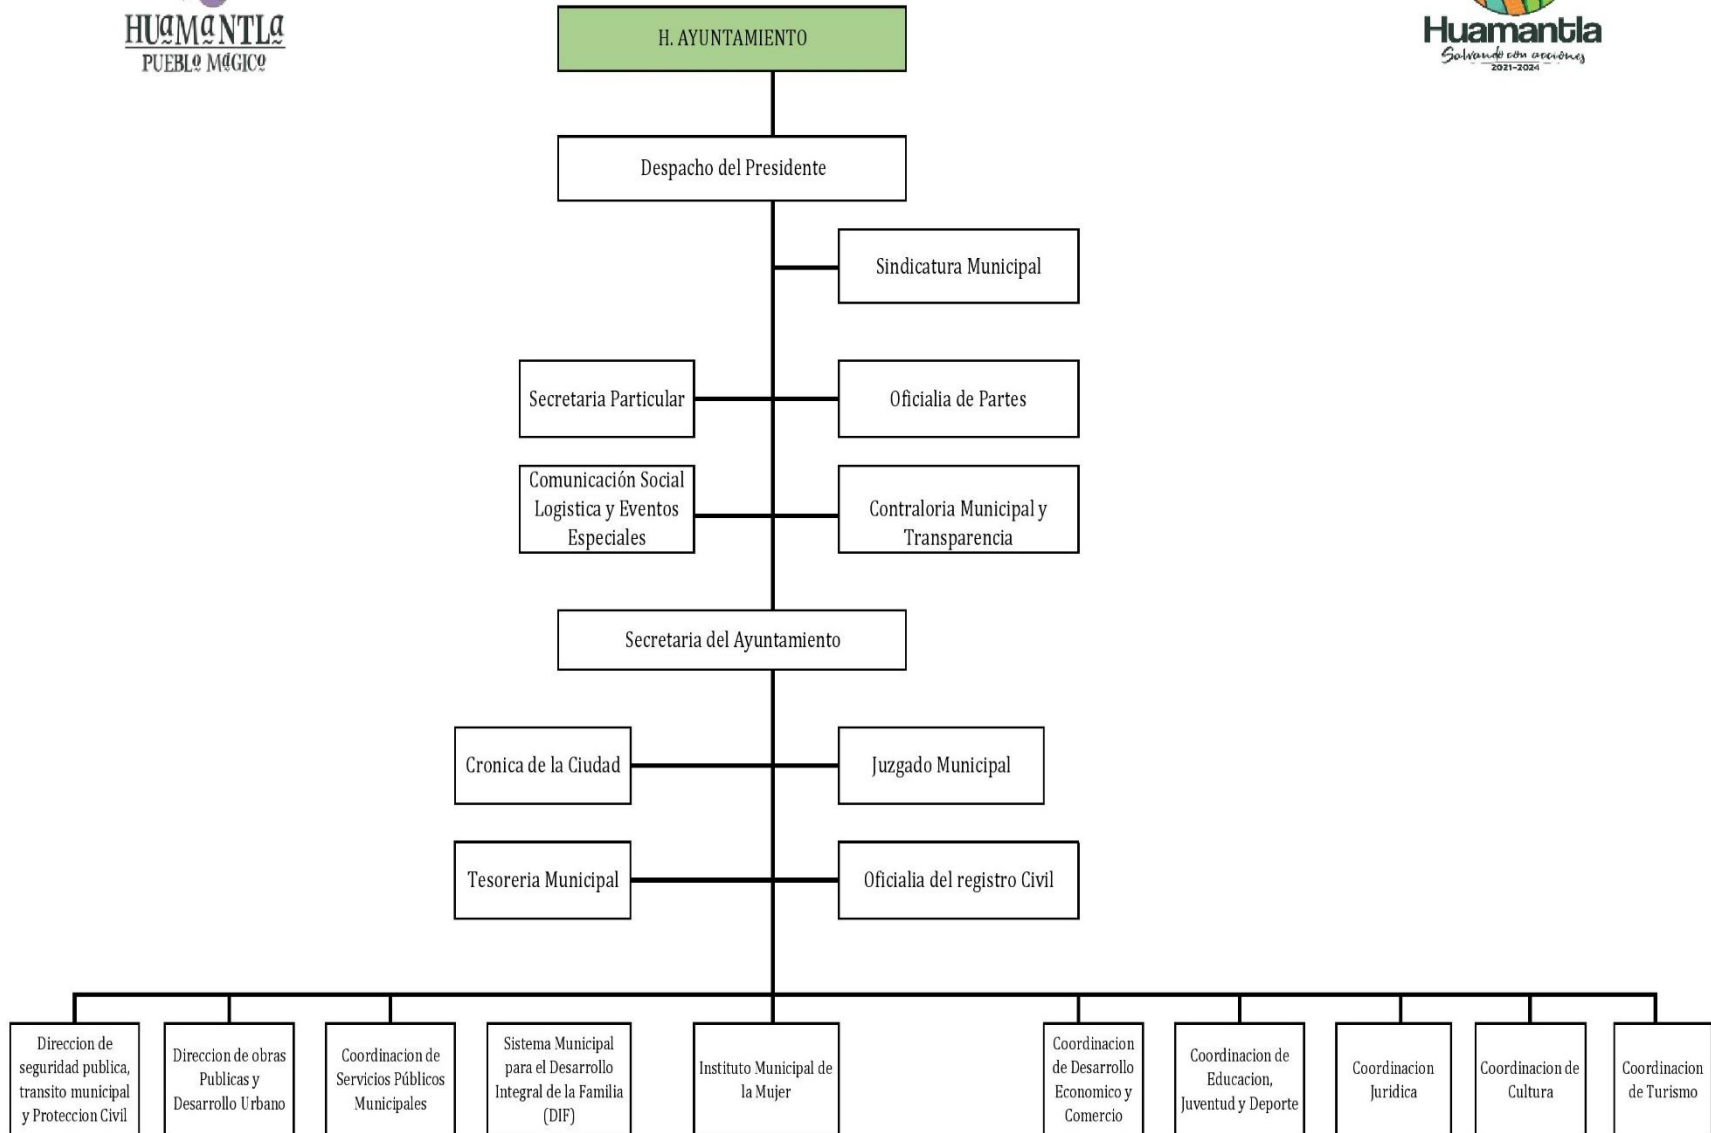 HUaMaNTLa
PUEBLO MáGICO
H. AYUNTAMIENTO
Huamantla
Salvando con acciones
2021-2024
Despacho del Presidente
Sindicatura Municipal
Secretaria Particular
Oficialia de Partes
Comunicación Social
Logistica y Eventos
Especiales
Contraloria Municipal y
Transparencia
Secretaria del Ayuntamiento
Cronica de la Ciudad
Juzgado Municipal
Tesoreria Municipal
Oficialia del registro Civil
Direccion de
seguridad publica,
transito municipal
y Proteccion Civil
Direccion de obras
Publicas y
Desarrollo Urbano
Coordinacion de
Servicios Públicos
Municipales
Sistema Municipal
para el Desarrollo
Integral de la Familia
(DIF)
Instituto Municipal de
la Mujer
Coordinacion
de Desarrollo
Economico y
Comercio
Coordinacion de
Educacion,
Juventud y Deporte
Coordinacion
Juridica
Coordinacion de
Cultura
Coordinacion
de Turismo